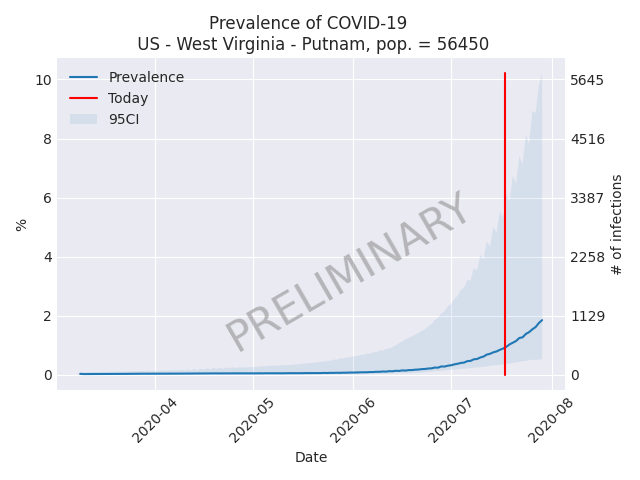 Prevalence of COVID-19
US - West Virginia - Putnam, pop. = 56450
Prevalence
Today
95CI
10
8
6
4
2
0
%
5645
4516
3387
2258
1129
0
# of infections
PRELIMINARY
2020-04
2020-05
2020-06
2020-07
2020-08
Date